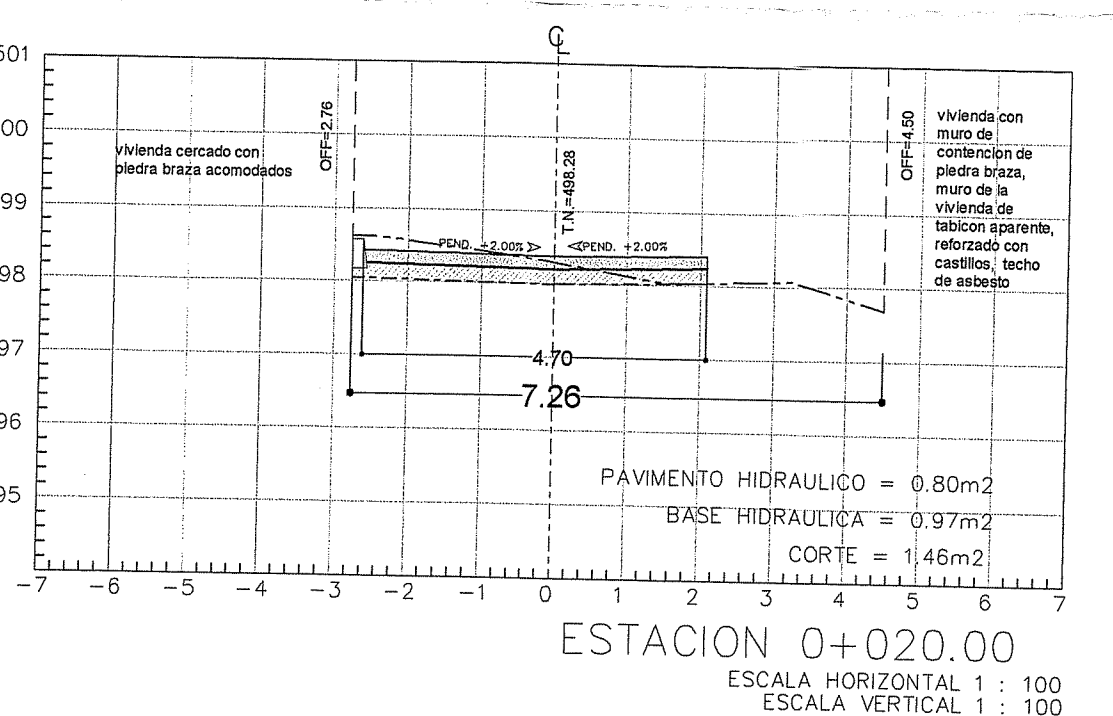 ℄
501
00
99
98
97
96
95
vivienda cercado con
piedra braza acomodados
OFF=2.76
T.N.=498.28
OFF=4.50
vivienda con
muro de
contencion de
piedra braza,
muro de la
vivienda de
tabicon aparente,
reforzado con
castillos, techo
de asbesto
PEND. +2.00%
PEND. +2.00%
4.70
7.26
PAVIMENTO HIDRAULICO = 0.80m2
BASE HIDRAULICA = 0.97m2
CORTE = 1.46m2
-7 -6 -5 -4 -3 -2 -1 0 1 2 3 4 5 6 7
ESTACION 0+020.00
ESCALA HORIZONTAL 1 : 100
ESCALA VERTICAL 1 : 100